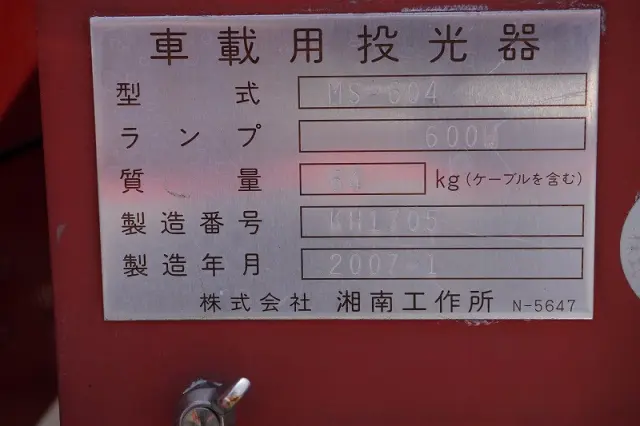 車載用投光器
型式 MS-604
ランプ 600W
質量 kg(ケーブルを含む)
製造番号 KH1705
製造年月 2007-1
株式会社 湘南工作所 N-5647